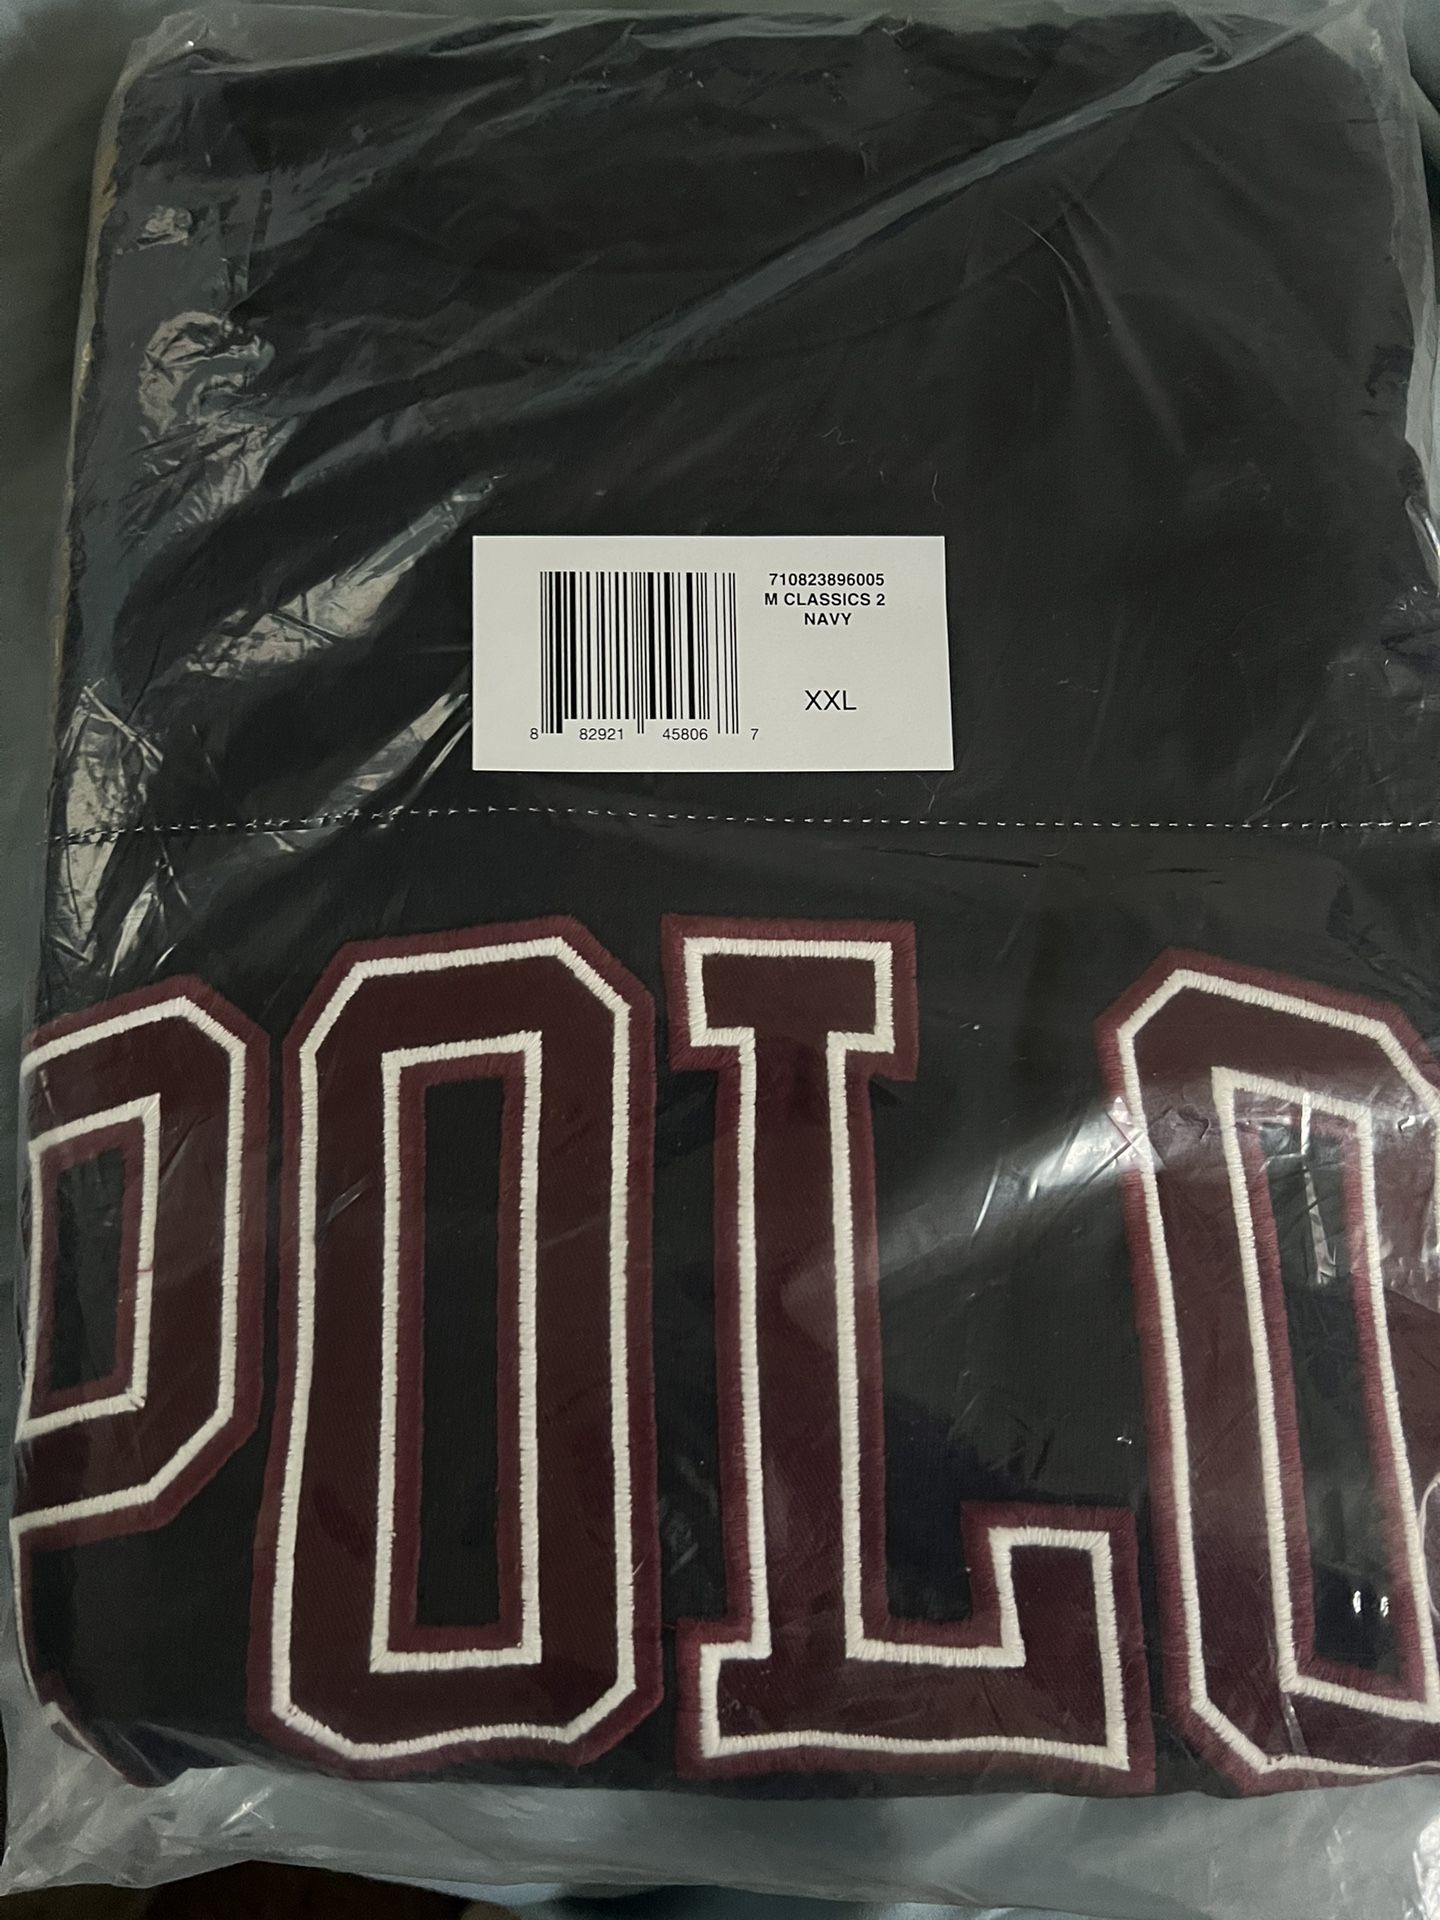 710823896005
M CLASSICS 2
NAVY
XXL
8 82921 45806 7
POLO